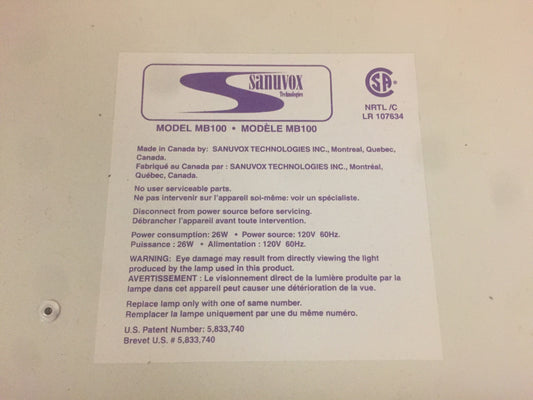 Sanuvox
Technologies
CSA
NRTL /C
LR 107634
MODEL MB100 • MODÈLE MB100
Made in Canada by: SANUVOX TECHNOLOGIES INC., Montreal, Quebec,
Canada.
Fabriqué au Canada par : SANUVOX TECHNOLOGIES INC., Montréal,
Québec, Canada.
No user serviceable parts.
Ne pas intervenir sur l'appareil spi-même: voir un spécialiste.
Disconnect from power source before servicing.
Débrancher l'appareil avant toute intervention.
Power consumption: 26W • Power source: 120V 60Hz.
Puissance : 26W • Alimentation : 120V 60Hz.
WARNING: Eye damage may result from directly viewing the light
produced by the lamp used in this product.
AVERTISSEMENT : Le visionnement direct de la lumière produite par la
lampe dans cet appareil peut causer une détérioration de la vue.
Replace lamp only with one of same number.
Remplacer la lampe uniquement par une du même numéro.
U.S. Patent Number: 5,833,740
Brevet U.S. # 5,833,740